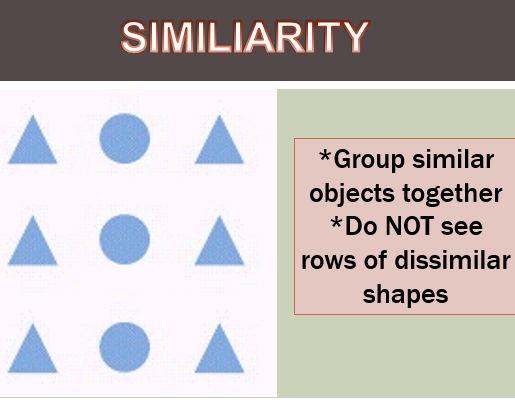 SIMILIARITY
*Group similar
objects together
*Do NOT see
rows of dissimilar
shapes